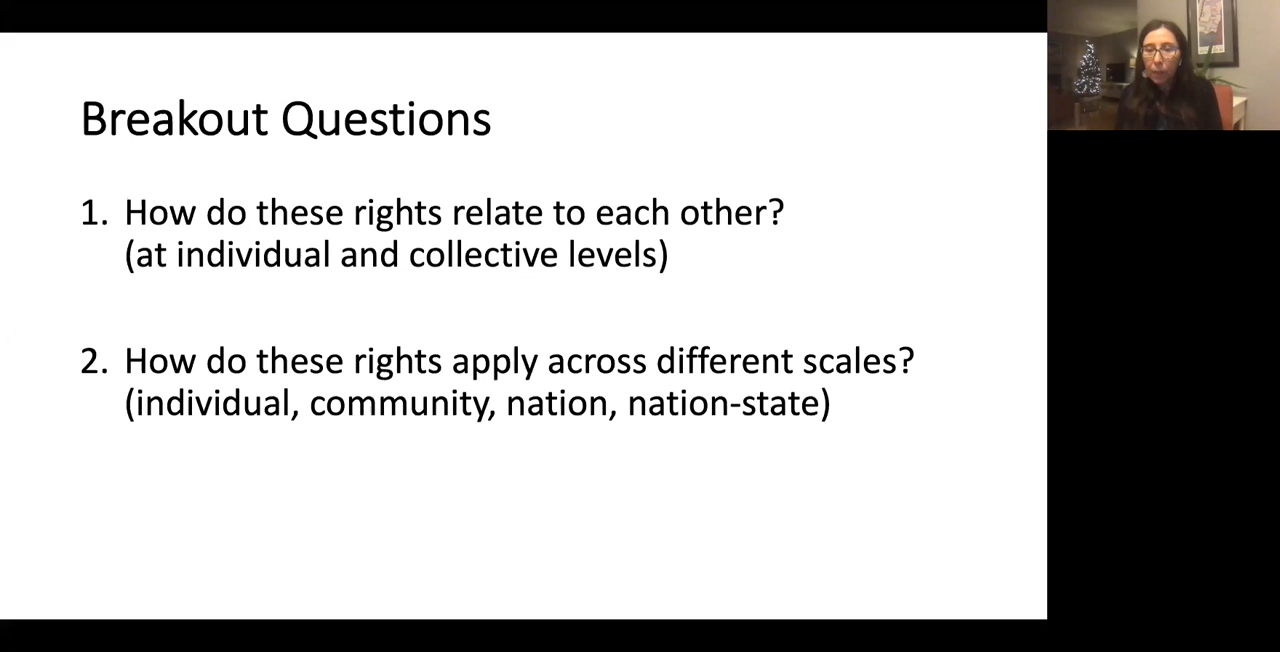 Breakout Questions
1. How do these rights relate to each other?
(at individual and collective levels)
2. How do these rights apply across different scales?
(individual, community, nation, nation-state)